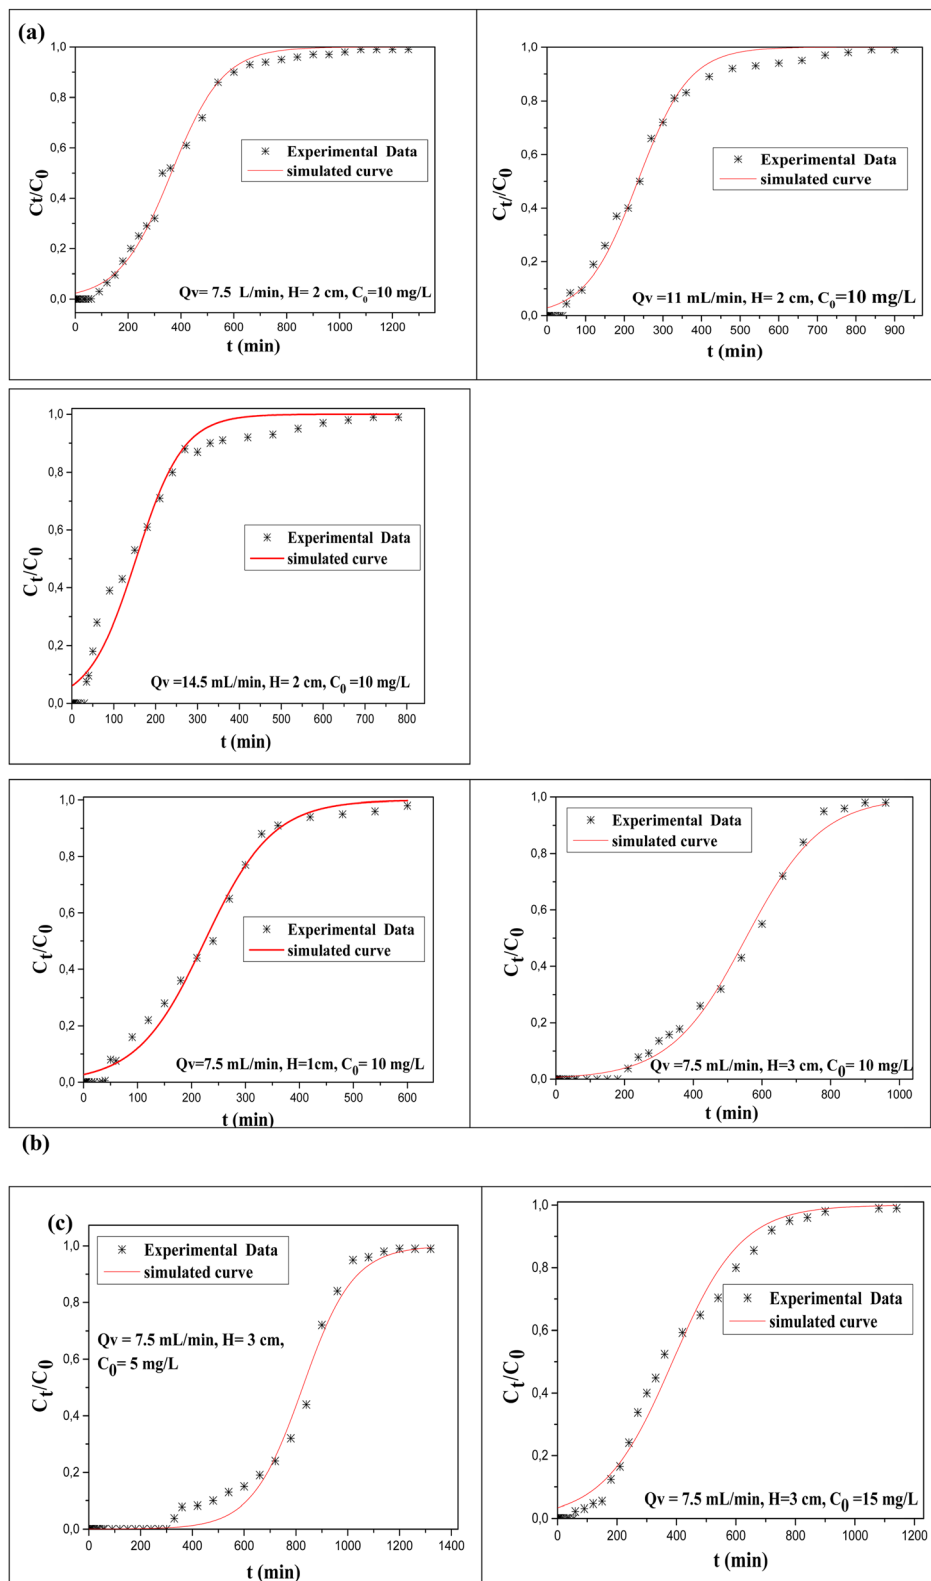 (a)
1,0
0,8
0,6
0,4
0,2
0,0
Ct/C0
Experimental Data
simulated curve
Qv= 7.5 L/min, H= 2 cm, C0=10 mg/L
0 200 400 600 800 1000 1200
t (min)
1,0
0,8
0,6
0,4
0,2
0,0
Ct/C0
Experimental Data
simulated curve
Qv =11 mL/min, H= 2 cm, C0=10 mg/L
0 100 200 300 400 500 600 700 800 900
t (min)
1,0
0,8
0,6
0,4
0,2
0,0
Ct/C0
Experimental Data
simulated curve
Qv =14.5 mL/min, H= 2 cm, C0 =10 mg/L
0 100 200 300 400 500 600 700 800
t (min)
1,0
0,8
0,6
0,4
0,2
0,0
Ct/C0
Experimental Data
simulated curve
Qv=7.5 mL/min, H=1cm, C0= 10 mg/L
0 100 200 300 400 500 600
t (min)
1,0
0,8
0,6
0,4
0,2
0,0
Ct/C0
Experimental Data
simulated curve
Qv =7.5 mL/min, H=3 cm, C0= 10 mg/L
0 200 400 600 800 1000
t (min)
(b)
(c)
1,0
0,8
0,6
0,4
0,2
0,0
Ct/C0
Experimental Data
simulated curve
Qv = 7.5 mL/min, H= 3 cm,
C0= 5 mg/L
0 200 400 600 800 1000 1200 1400
t (min)
1,0
0,8
0,6
0,4
0,2
0,0
Ct/C0
Experimental Data
simulated curve
Qv = 7.5 mL/min, H=3 cm, C0 =15 mg/L
0 200 400 600 800 1000 1200
t (min)